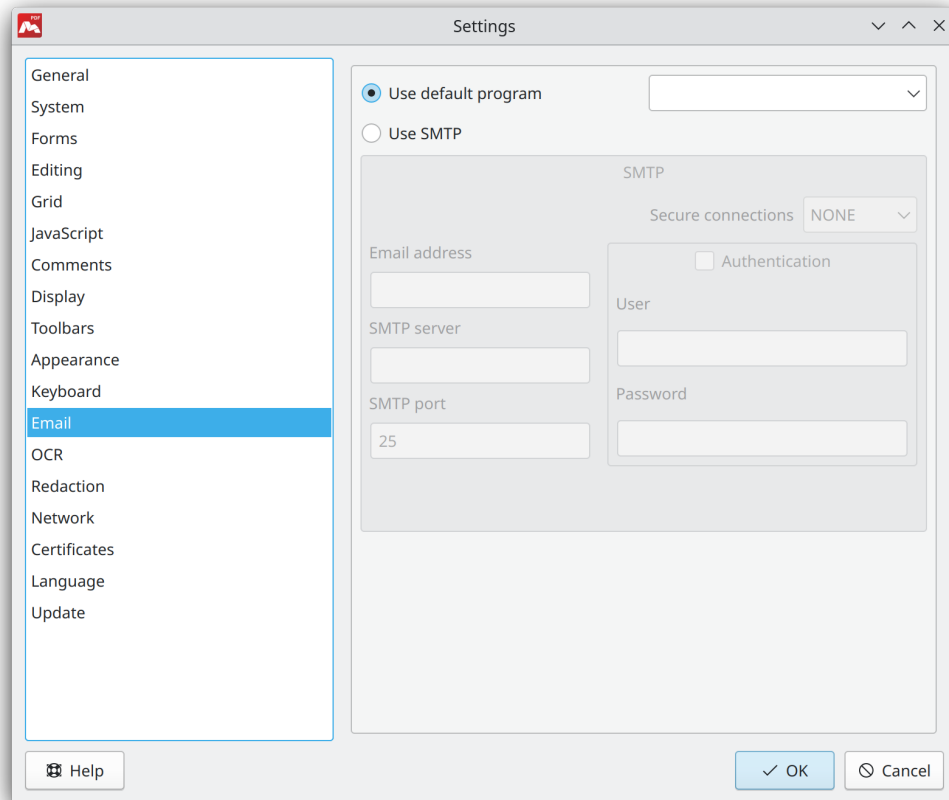 PDF
Settings
General
System
Forms
Editing
Grid
JavaScript
Comments
Display
Toolbars
Appearance
Keyboard
Email
OCR
Redaction
Network
Certificates
Language
Update
Use default program
Use SMTP
SMTP
Secure connections NONE
Email address
Authentication
User
SMTP server
Password
SMTP port
25
Help
OK
Cancel